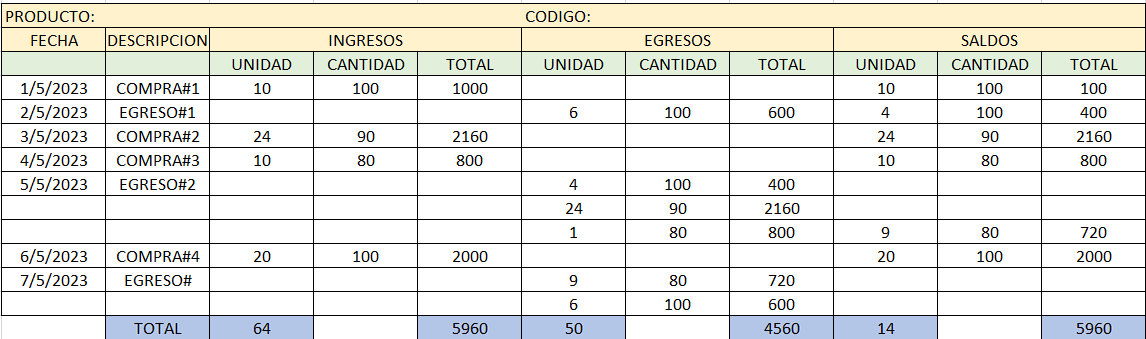 PRODUCTO: CODIGO:
FECHA DESCRIPCION INGRESOS EGRESOS SALDOS
UNIDAD CANTIDAD TOTAL UNIDAD CANTIDAD TOTAL UNIDAD CANTIDAD TOTAL
1/5/2023 COMPRA#1 10 100 1000 10 100 100
2/5/2023 EGRESO#1 6 100 600 4 100 400
3/5/2023 COMPRA#2 24 90 2160 24 90 2160
4/5/2023 COMPRA#3 10 80 800 10 80 800
5/5/2023 EGRESO#2 4 100 400
24 90 2160
1 80 800 9 80 720
6/5/2023 COMPRA#4 20 100 2000 20 100 2000
7/5/2023 EGRESO# 9 80 720
6 100 600
TOTAL 64 5960 50 4560 14 5960